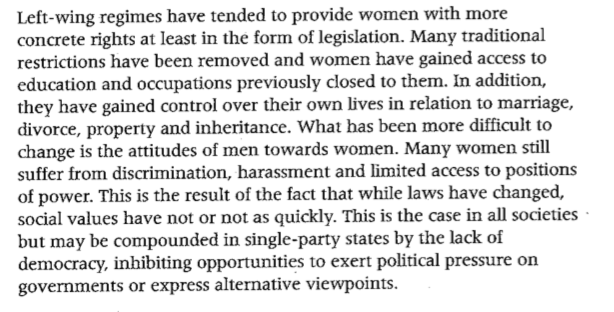 Left-wing regimes have tended to provide women with more
concrete rights at least in the form of legislation. Many traditional
restrictions have been removed and women have gained access to
education and occupations previously closed to them. In addition,
they have gained control over their own lives in relation to marriage,
divorce, property and inheritance. What has been more difficult to
change is the attitudes of men towards women. Many women still
suffer from discrimination, harassment and limited access to positions
of power. This is the result of the fact that while laws have changed,
social values have not or not as quickly. This is the case in all societies
but may be compounded in single-party states by the lack of
democracy, inhibiting opportunities to exert political pressure on
governments or express alternative viewpoints.